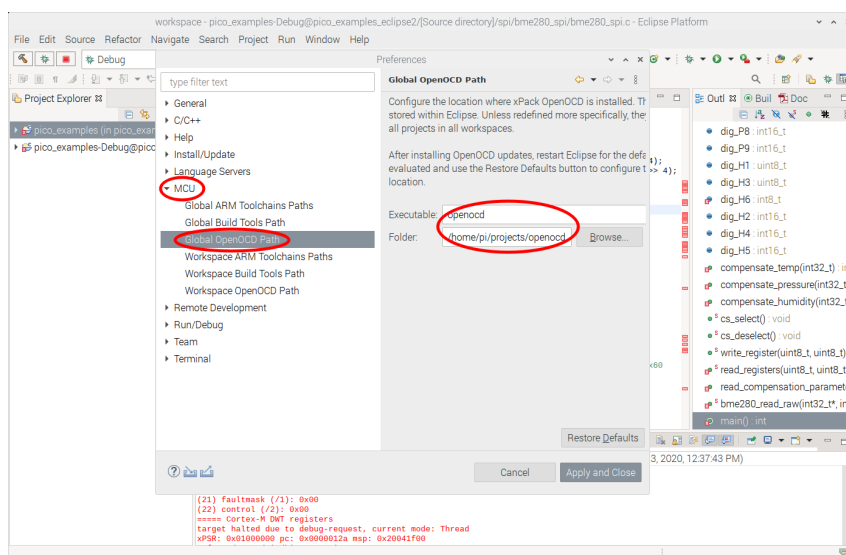 workspace - pico_examples-Debug@pico_examples_eclipse2/[Source directory]/spi/bme280_spi/bme280_spi.c - Eclipse Platform
File Edit Source Refactor Navigate Search Project Run Window Help
Debug
Preferences
type filter text
Global OpenOCD Path
Project Explorer
pico_examples (in pico_exan
pico_examples-Debug@pico
General
C/C++
Help
Install/Update
Language Servers
MCU
Global ARM Toolchains Paths
Global Build Tools Path
Global OpenOCD Path
Workspace ARM Toolchains Paths
Workspace Build Tools Path
Workspace OpenOCD Path
Remote Development
Run/Debug
Team
Terminal
Configure the location where xPack OpenOCD is installed. Th
stored within Eclipse. Unless redefined more specifically, they
all projects in all workspaces.
After installing OpenOCD updates, restart Eclipse for the defa
evaluated and use the Restore Defaults button to configure t
location.
Executable: openocd
Folder: /home/pi/projects/openocd Browse...
Restore Defaults
Cancel Apply and Close
4);
>> 4);
x60
Outl Buil Doc
dig_P8 : int16_t
dig_P9 : int16_t
dig_H1 : uint8_t
dig_H3 : uint8_t
dig_H6 : int8_t
dig_H2 : int16_t
dig_H4 : int16_t
dig_H5 : int16_t
compensate_temp(int32_t) : i
compensate_pressure(int32_t
compensate_humidity(int32_t
cs_select() : void
cs_deselect() : void
write_register(uint8_t, uint8_t)
read_registers(uint8_t, uint8_t
read_compensation_paramet
bme280_read_raw(int32_t*, in
main() : int
3, 2020, 12:37:43 PM)
(21) faultmask (/1): 0x00
(22) control (/2): 0x00
===== Cortex-M DWT registers
target halted due to debug-request, current mode: Thread
xPSR: 0x01000000 pc: 0x0000012a msp: 0x20041f00